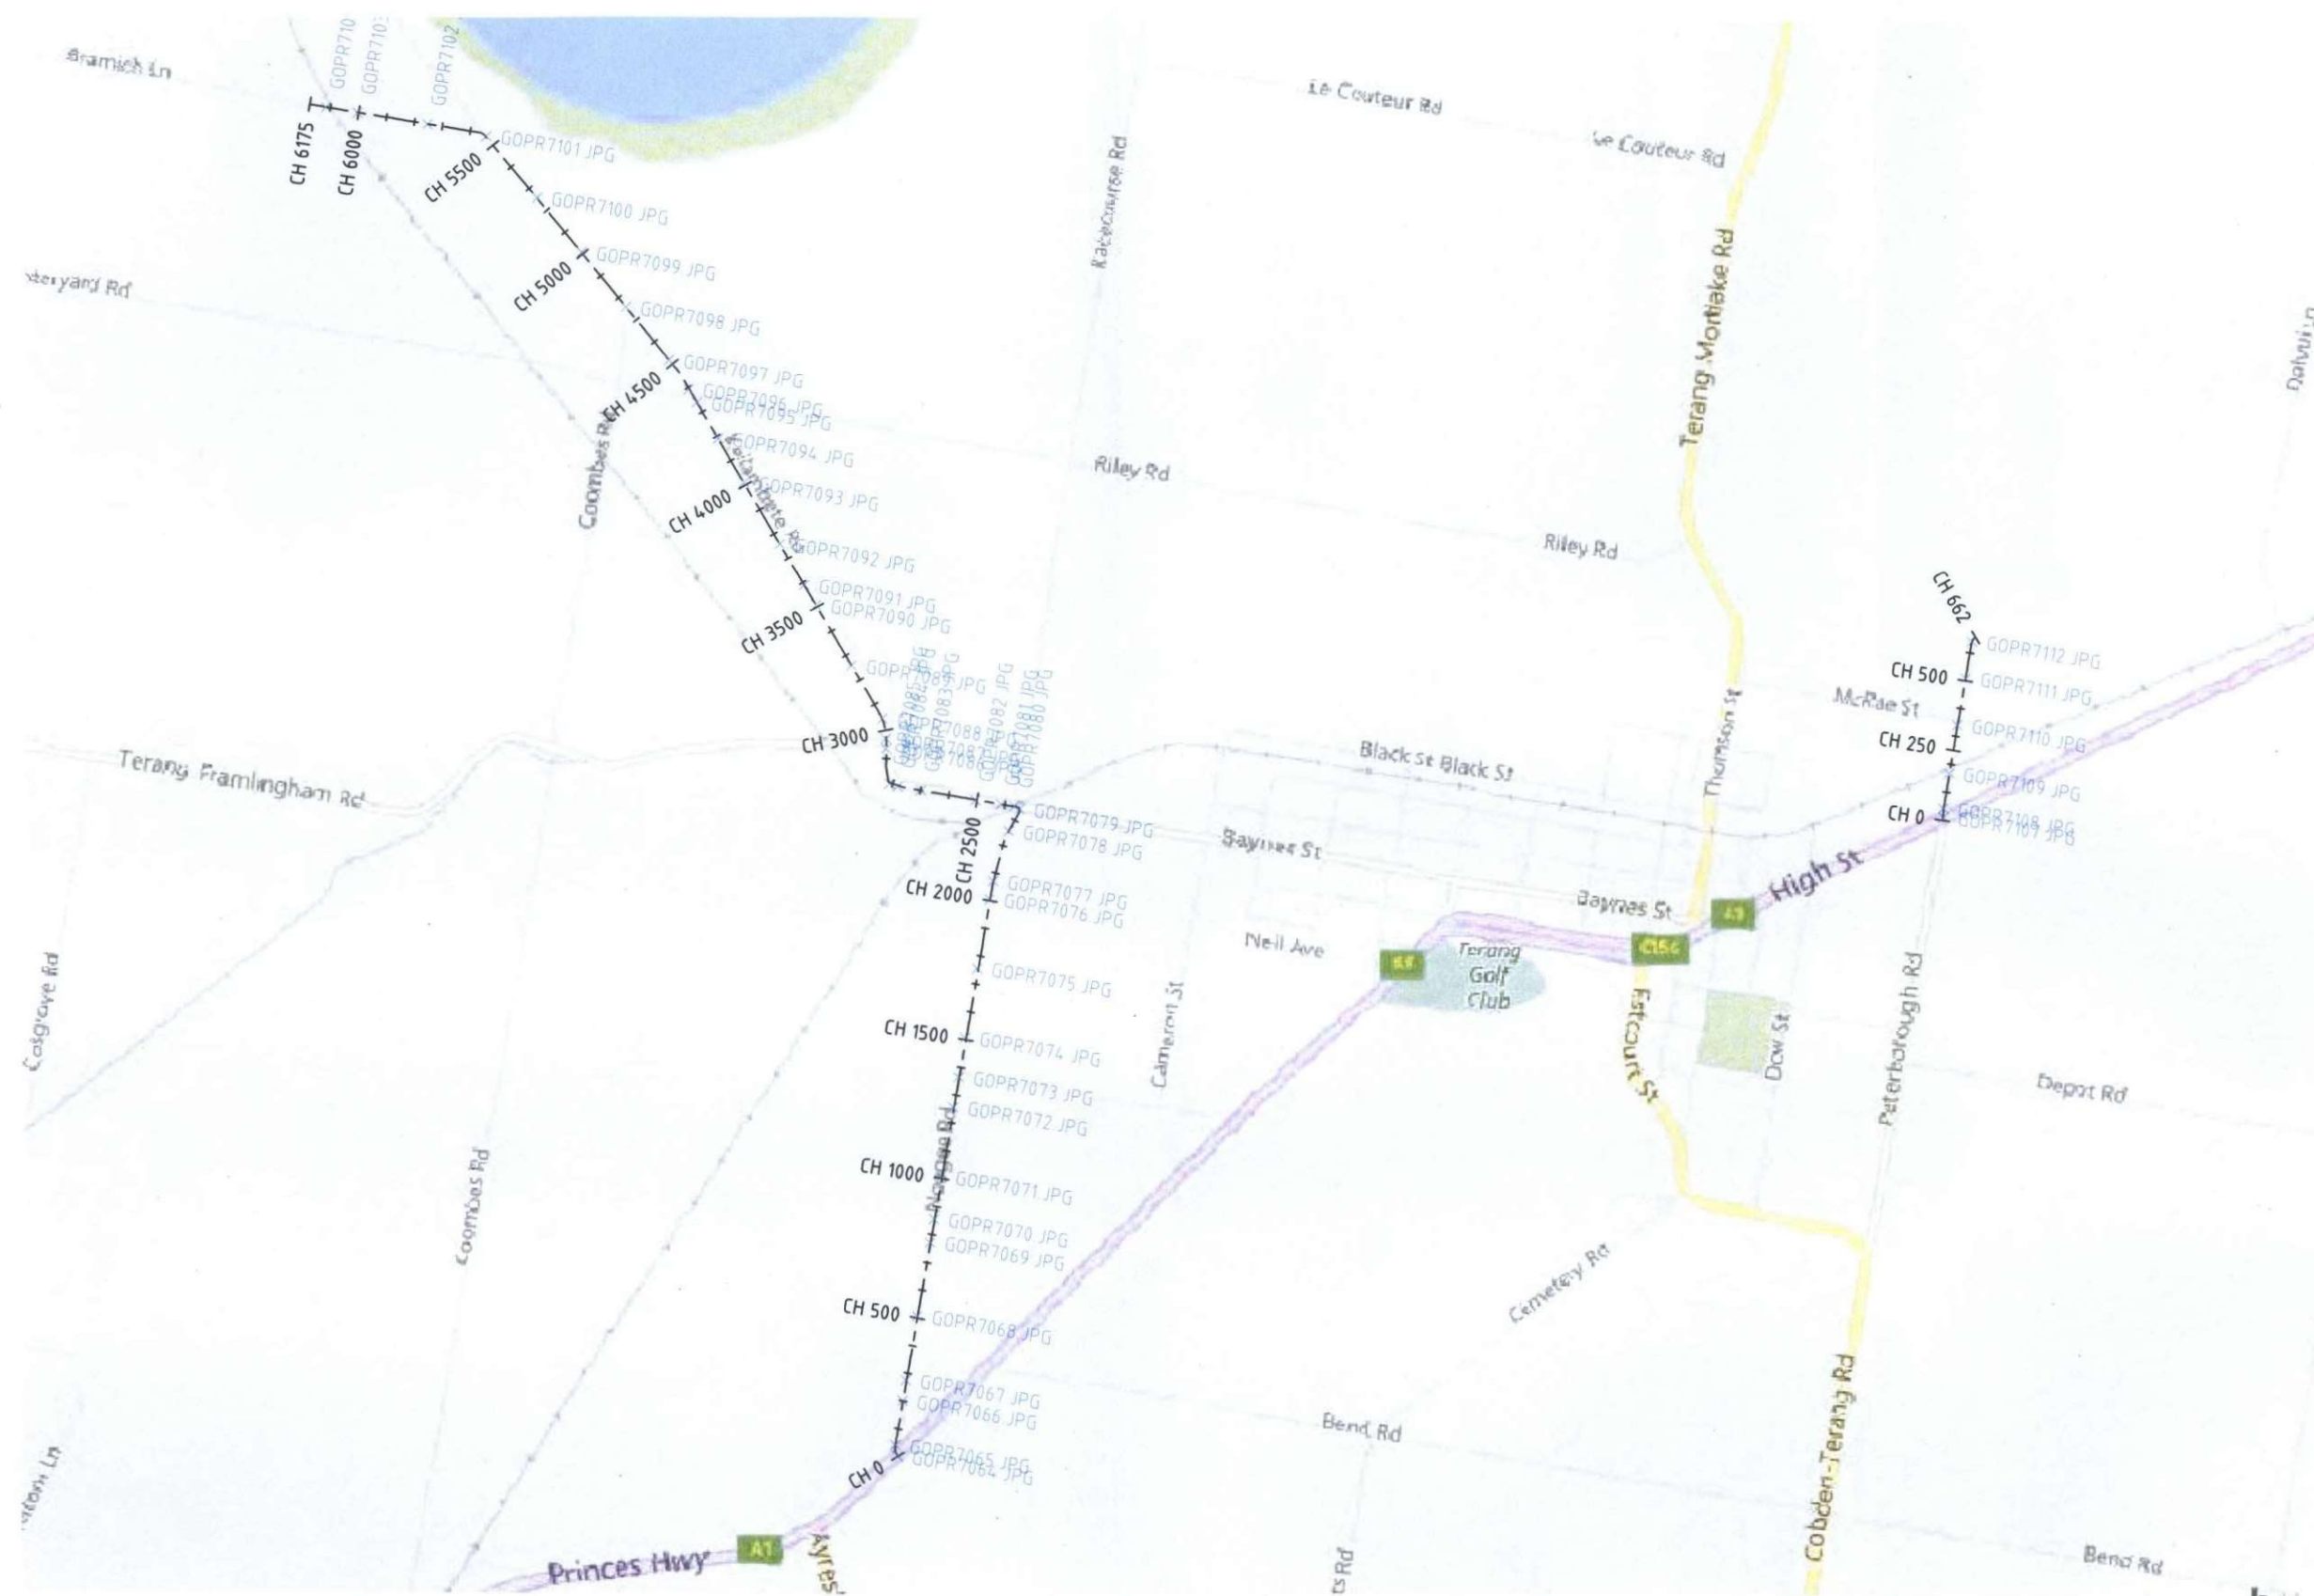 GOPR7102
Le Couteur Rd
Le Couteur Rd
CH 6175
CH 6000
GOPR7101 JPG
CH 5500
GOPR7100 JPG
Racecourse Rd
GOPR7099 JPG
CH 5000
Terang Mortlake Rd
GOPR7098 JPG
GOPR7097 JPG
CH 4500
GOPR7096 JPG
GOPR7095 JPG
Coombes Rd
GOPR7094 JPG
Riley Rd
GOPR7093 JPG
CH 4000
Riley Rd
GOPR7092 JPG
GOPR7091 JPG
GOPR7090 JPG
CH 3500
CH 662
GOPR7112 JPG
GOPR7089 JPG
CH 500
GOPR7111 JPG
GOPR7082 JPG
GOPR7081 JPG
GOPR7080 JPG
McRae St
Thomson St
GOPR7088 JPG
CH 3000
GOPR7110 JPG
CH 250
Terang Framlingham Rd
Black St Black St
GOPR7109 JPG
CH 0
GOPR7108 JPG
GOPR7107 JPG
GOPR7079 JPG
GOPR7078 JPG
CH 2500
Baynes St
High St
CH 2000
GOPR7077 JPG
GOPR7076 JPG
Baynes St
Neil Ave
C156
Terang
Golf
Club
GOPR7075 JPG
Cosgrave Rd
Cameron St
CH 1500
GOPR7074 JPG
Estcourt St
Dow St
Peterborough Rd
GOPR7073 JPG
Depot Rd
GOPR7072 JPG
CH 1000
GOPR7071 JPG
Coombes Rd
GOPR7070 JPG
GOPR7069 JPG
Cemetery Rd
CH 500
GOPR7068 JPG
GOPR7067 JPG
GOPR7066 JPG
Bend Rd
Cobden-Terang Rd
GOPR7065 JPG
GOPR7064 JPG
CH 0
Princes Hwy
A1
Bend Rd